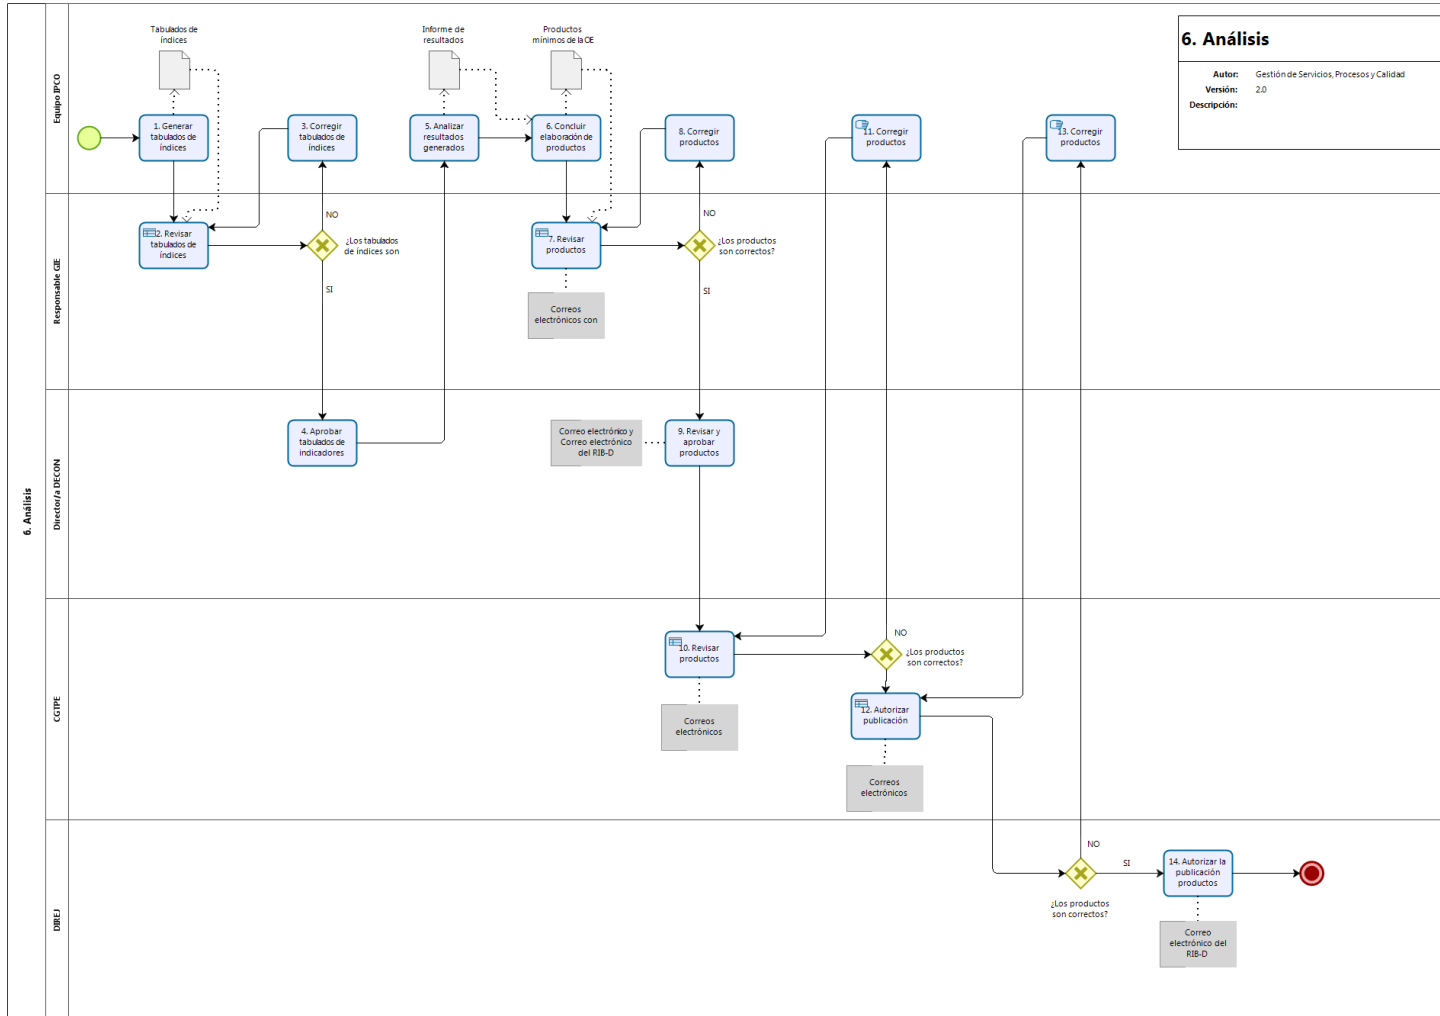 6. Análisis
Autor: Gestión de Servicios, Procesos y Calidad
Versión: 2.0
Descripción:
6. Análisis
Equipo IPCO
Tabulados de
índices
Informe de
resultados
Productos
mínimos de la OE
1. Generar
tabulados de
índices
3. Corregir
tabulados de
índices
5. Analizar
resultados
generados
6. Concluir
elaboración de
productos
8. Corregir
productos
11. Corregir
productos
13. Corregir
productos
Responsable GIE
2. Revisar
tabulados de
índices
NO
¿Los tabulados
de índices son
SI
7. Revisar
productos
NO
¿Los productos
son correctos?
SI
Correos
electrónicos con
Director/a DECON
4. Aprobar
tabulados de
indicadores
Correo electrónico y
Correo electrónico
del RIB-D
9. Revisar y
aprobar
productos
CGTPE
10. Revisar
productos
NO
¿Los productos
son correctos?
Correos
electrónicos
12. Autorizar
publicación
Correos
electrónicos
DIREJ
NO
SI
¿Los productos
son correctos?
14. Autorizar la
publicación
productos
Correo
electrónico del
RIB-D